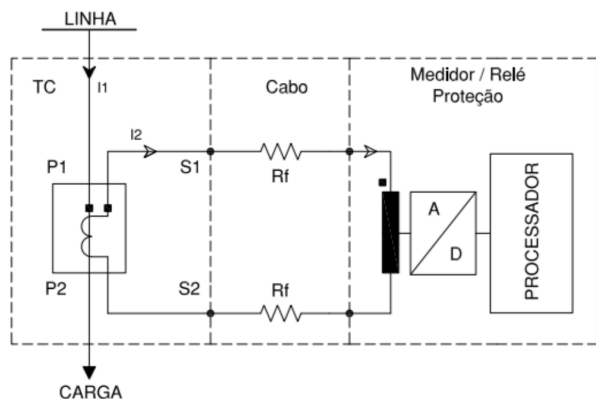 LINHA
TC
I1
Cabo
Medidor / Relé
Proteção
I2
P1
S1
Rf
A
D
PROCESSADOR
P2
S2
Rf
CARGA